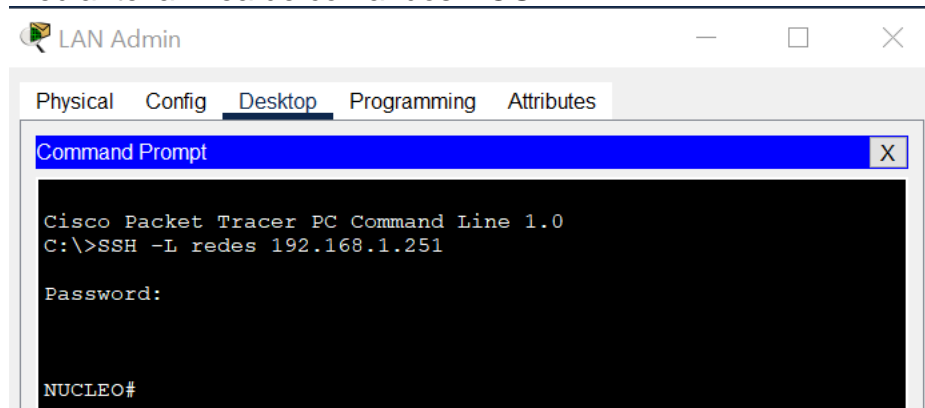 LAN Admin
Physical Config Desktop Programming Attributes
Command Prompt X
Cisco Packet Tracer PC Command Line 1.0
C:\>SSH -L redes 192.168.1.251
Password:
NUCLEO#